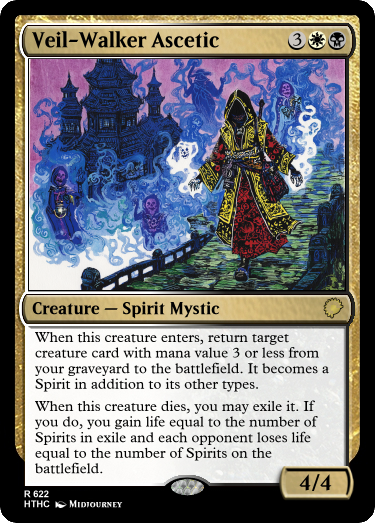 Veil-Walker Ascetic 3
Creature — Spirit Mystic
When this creature enters, return target
creature card with mana value 3 or less from
your graveyard to the battlefield. It becomes a
Spirit in addition to its other types.
When this creature dies, you may exile it. If
you do, you gain life equal to the number of
Spirits in exile and each opponent loses life
equal to the number of Spirits on the
battlefield.
4/4
R 622
HTHC Midjourney